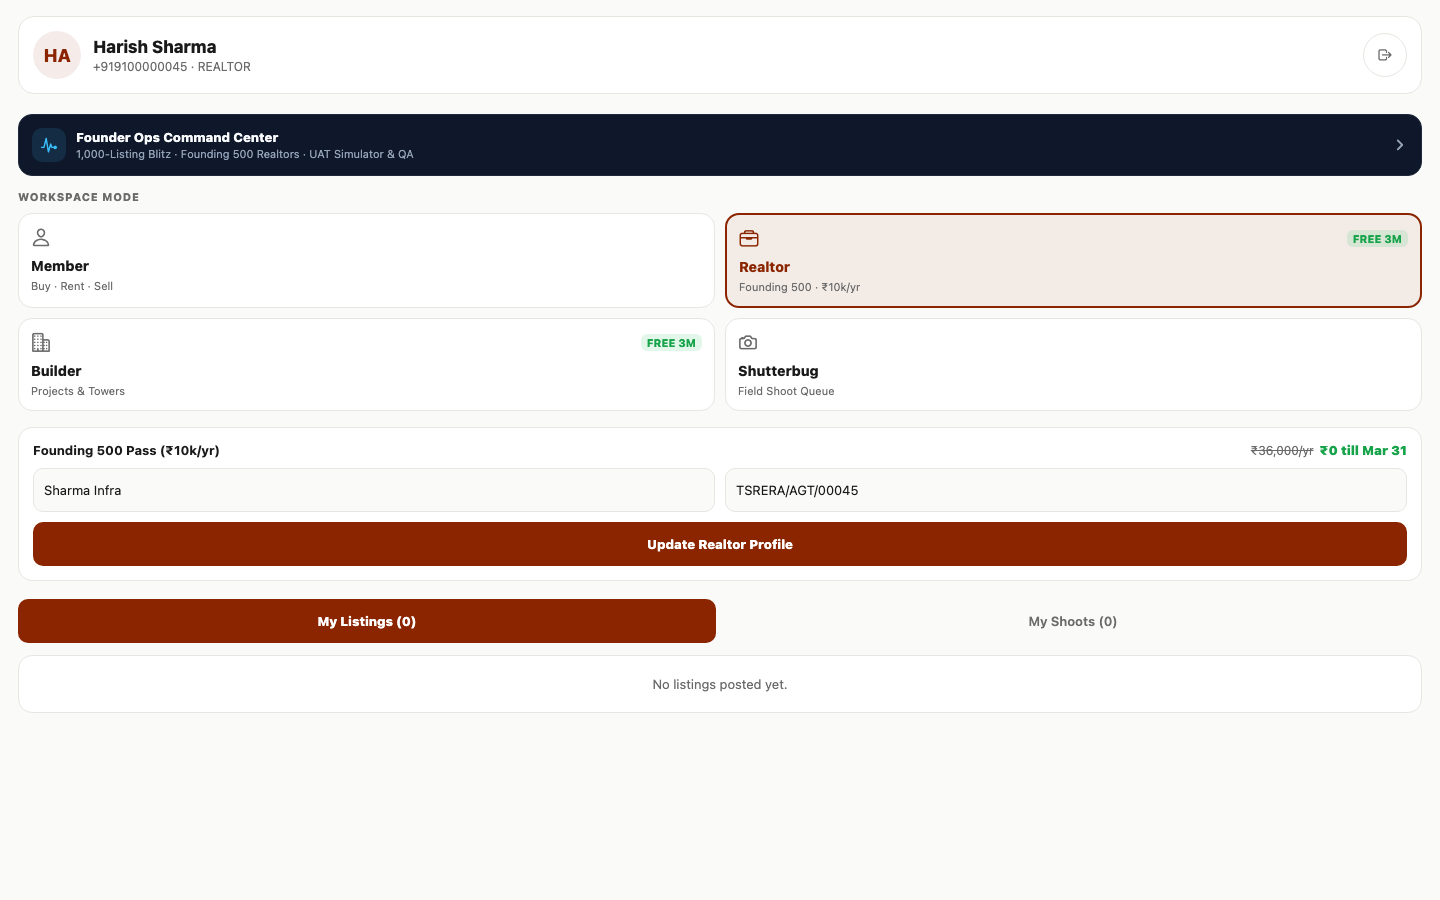 HA
Harish Sharma
+919100000045 · REALTOR
Founder Ops Command Center
1,000-Listing Blitz · Founding 500 Realtors · UAT Simulator & QA
WORKSPACE MODE
Member
Buy · Rent · Sell
FREE 3M
Realtor
Founding 500 · ₹10k/yr
FREE 3M
Builder
Projects & Towers
Shutterbug
Field Shoot Queue
Founding 500 Pass (₹10k/yr)
₹36,000/yr ₹0 till Mar 31
Sharma Infra
TSRERA/AGT/00045
Update Realtor Profile
My Listings (0)
My Shoots (0)
No listings posted yet.